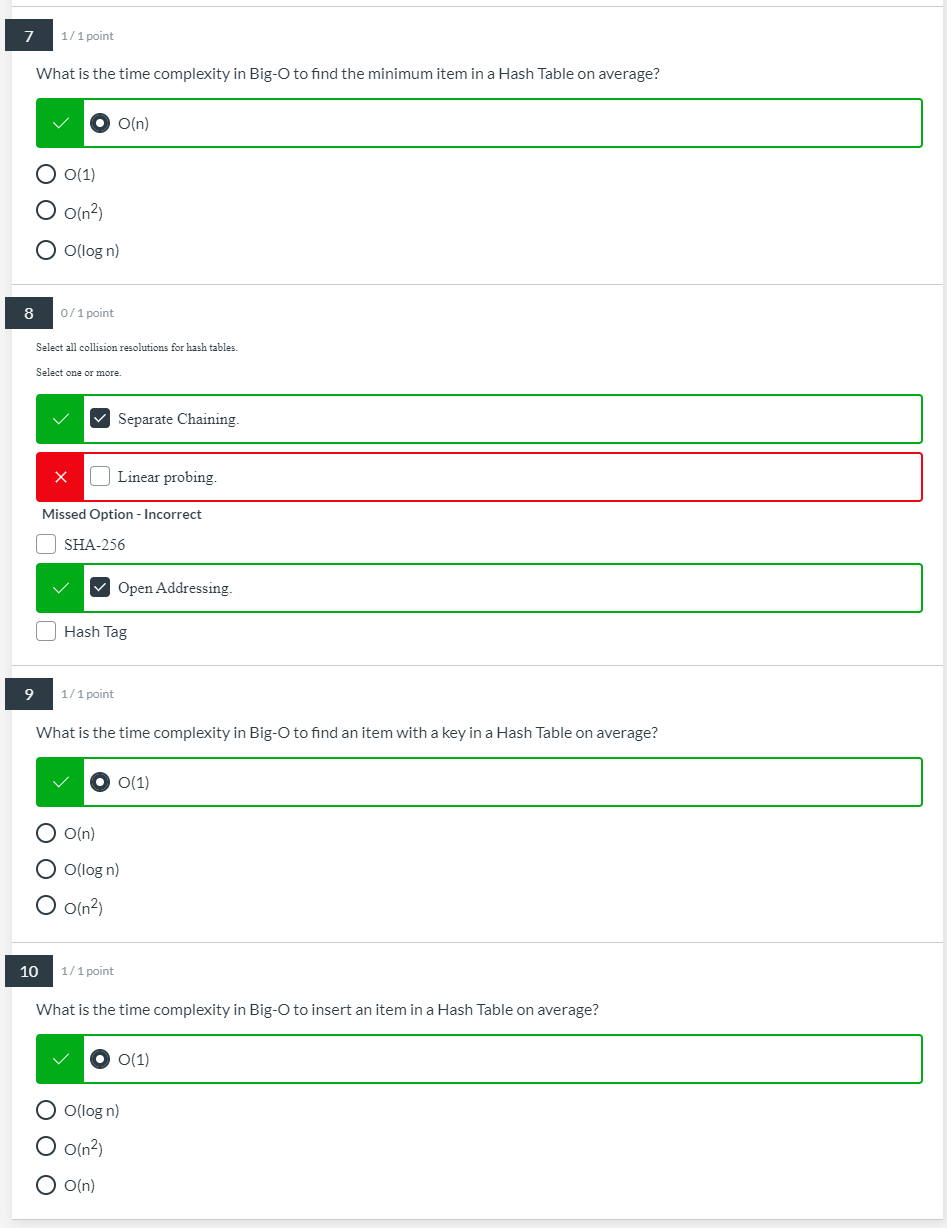 7 1 / 1 point
What is the time complexity in Big-O to find the minimum item in a Hash Table on average?
O(n)
O(1)
O(n²)
O(log n)
8 0 / 1 point
Select all collision resolutions for hash tables.
Select one or more.
Separate Chaining.
Linear probing.
Missed Option - Incorrect
SHA-256
Open Addressing.
Hash Tag
9 1 / 1 point
What is the time complexity in Big-O to find an item with a key in a Hash Table on average?
O(1)
O(n)
O(log n)
O(n²)
10 1 / 1 point
What is the time complexity in Big-O to insert an item in a Hash Table on average?
O(1)
O(log n)
O(n²)
O(n)